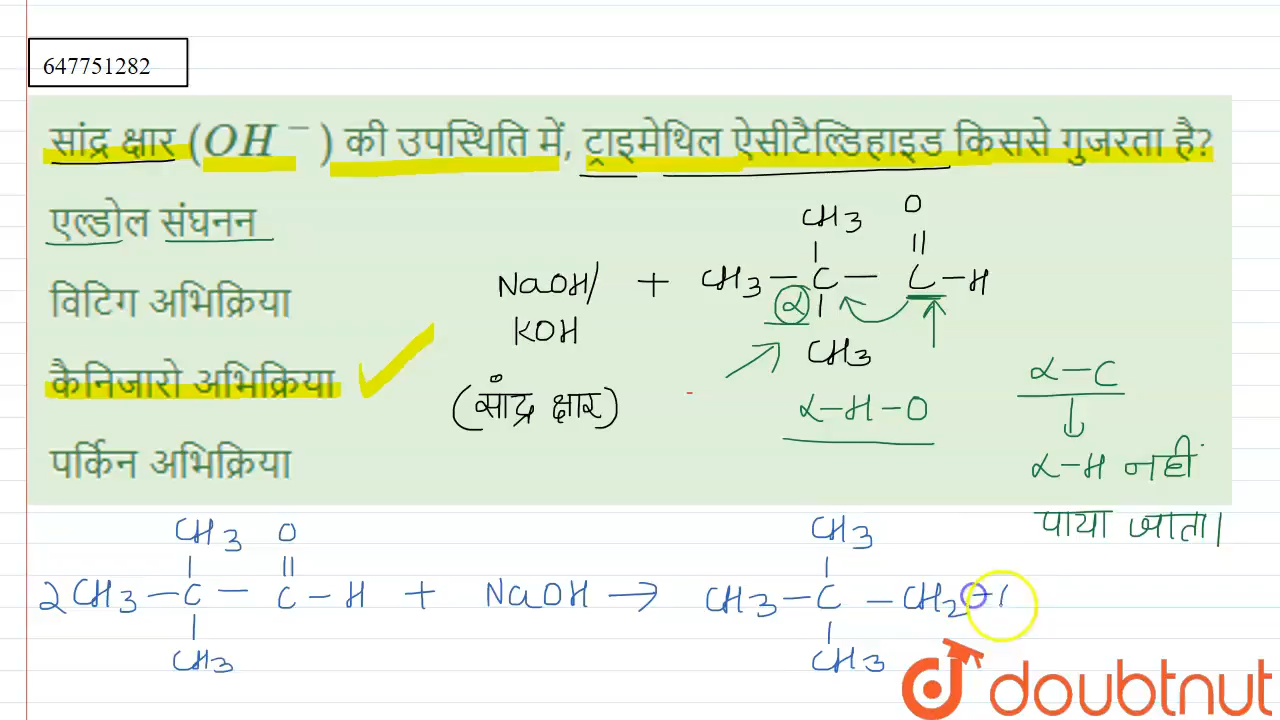 647751282
सांद्र क्षार (OH⁻) की उपस्थिति में, ट्राइमेथिल ऐसीटैल्डिहाइड किससे गुजरता है?
एल्डोल संघनन
विटिग अभिक्रिया
कैनिजारो अभिक्रिया
पर्किन अभिक्रिया
CH3 O
| ||
NaOH/ + CH3 – C – C – H
α |
KOH CH3
(सांद्र क्षार)
α – H – O
α – C
↓
α – H नहीं
पाया जाता।
CH3 O CH3
| || |
2CH3 – C – C – H + NaOH → CH3 – C – CH2OH
| |
CH3 CH3
doubtnut